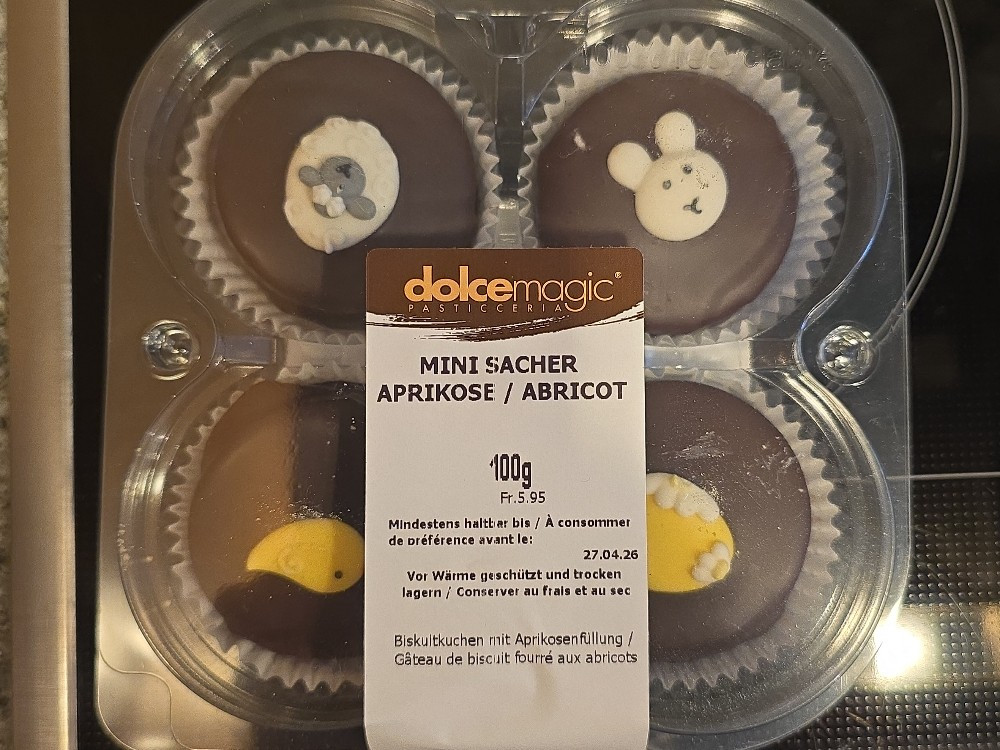 dolcemagic®
PASTICCERIA
MINI SACHER
APRIKOSE / ABRICOT
100g
Fr.5.95
Mindestens haltbar bis / À consommer
de préférence avant le:
27.04.26
Vor Wärme geschützt und trocken
lagern / Conserver au frais et au sec
Biskuitkuchen mit Aprikosenfüllung /
Gâteau de biscuit fourré aux abricots